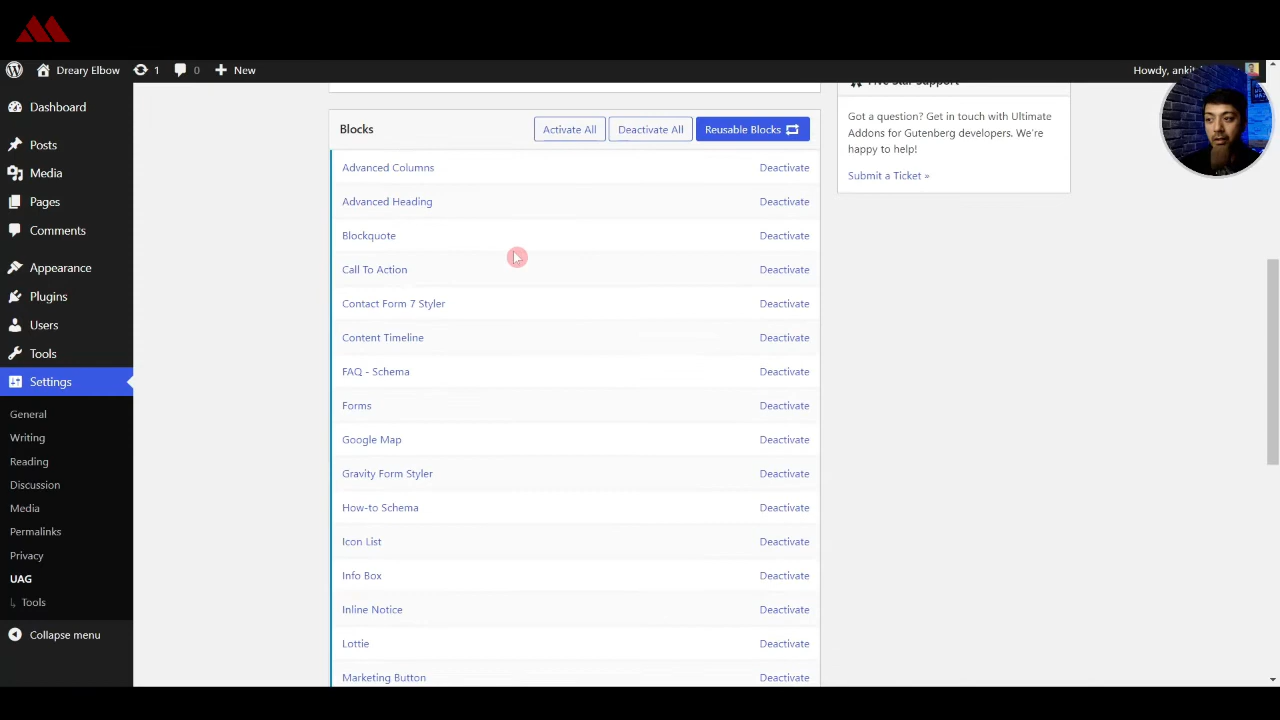 Dreary Elbow
1
0
New
Howdy, ankit
Dashboard
Posts
Media
Pages
Comments
Appearance
Plugins
Users
Tools
Settings
General
Writing
Reading
Discussion
Media
Permalinks
Privacy
UAG
Tools
Collapse menu
Blocks
Activate All
Deactivate All
Reusable Blocks
Advanced Columns Deactivate
Advanced Heading Deactivate
Blockquote Deactivate
Call To Action Deactivate
Contact Form 7 Styler Deactivate
Content Timeline Deactivate
FAQ - Schema Deactivate
Forms Deactivate
Google Map Deactivate
Gravity Form Styler Deactivate
How-to Schema Deactivate
Icon List Deactivate
Info Box Deactivate
Inline Notice Deactivate
Lottie Deactivate
Marketing Button Deactivate
Five Star Support
Got a question? Get in touch with Ultimate
Addons for Gutenberg developers. We're
happy to help!
Submit a Ticket »